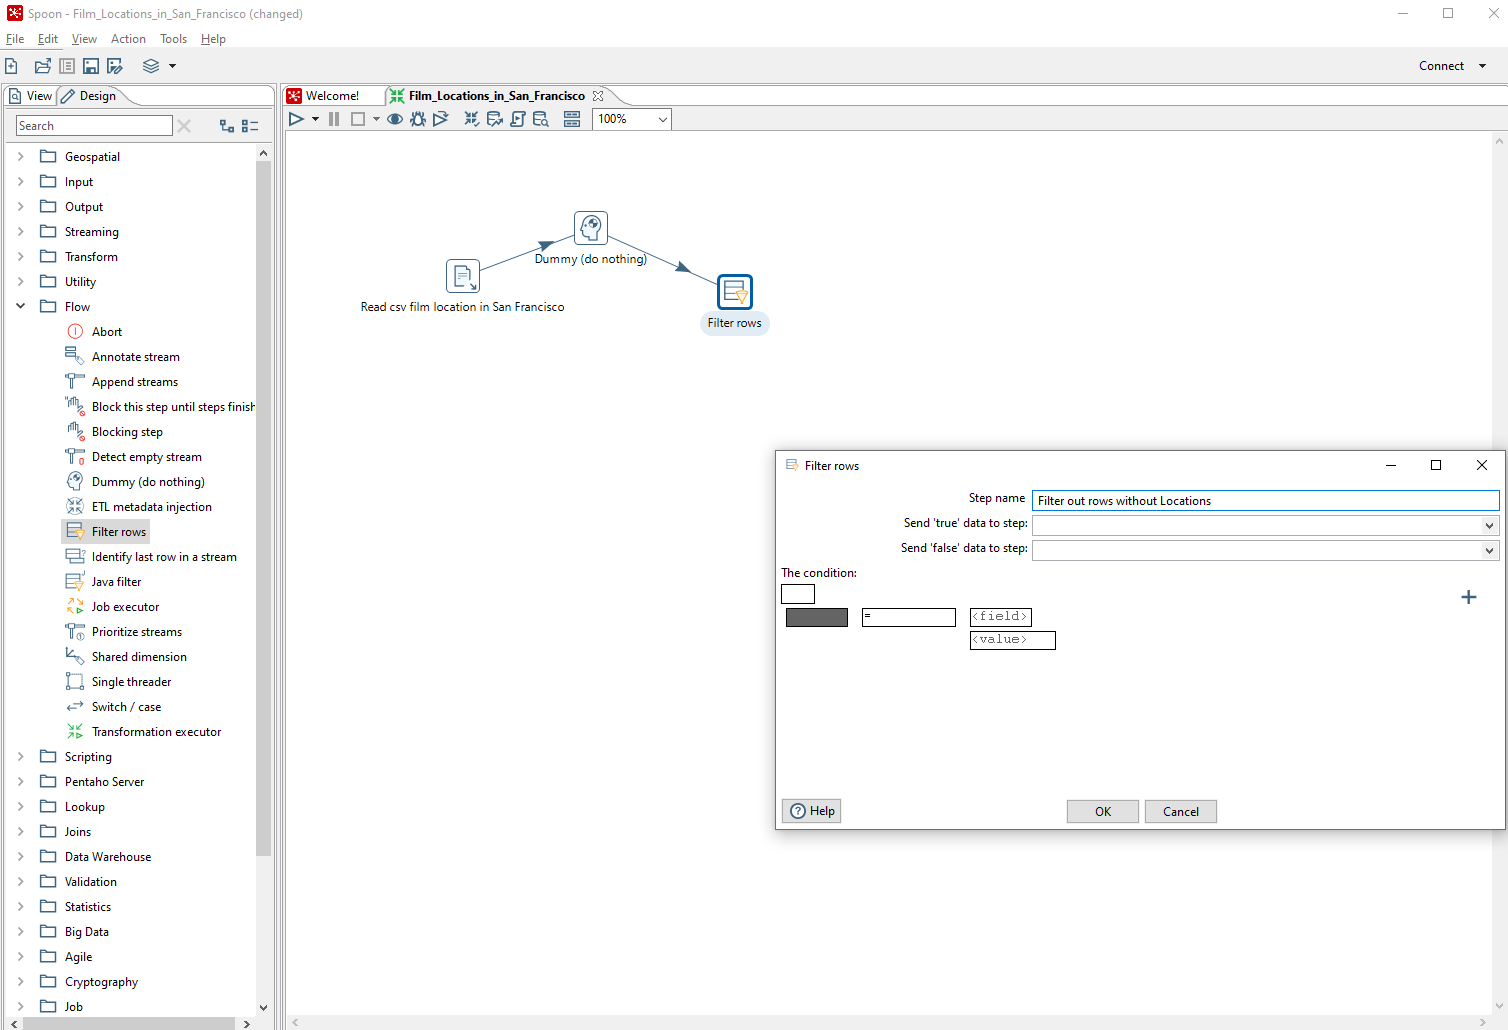 Spoon - Film_Locations_in_San_Francisco (changed)
File Edit View Action Tools Help
Connect
View Design
Welcome! Film_Locations_in_San_Francisco
Search
100%
Geospatial
Input
Output
Streaming
Transform
Utility
Flow
Abort
Annotate stream
Append streams
Block this step until steps finish
Blocking step
Detect empty stream
Dummy (do nothing)
ETL metadata injection
Filter rows
Identify last row in a stream
Java filter
Job executor
Prioritize streams
Shared dimension
Single threader
Switch / case
Transformation executor
Scripting
Pentaho Server
Lookup
Joins
Data Warehouse
Validation
Statistics
Big Data
Agile
Cryptography
Job
Dummy (do nothing)
Read csv film location in San Francisco
Filter rows
Filter rows
Step name Filter out rows without Locations
Send 'true' data to step:
Send 'false' data to step:
The condition:
= <field>
<value>
Help OK Cancel